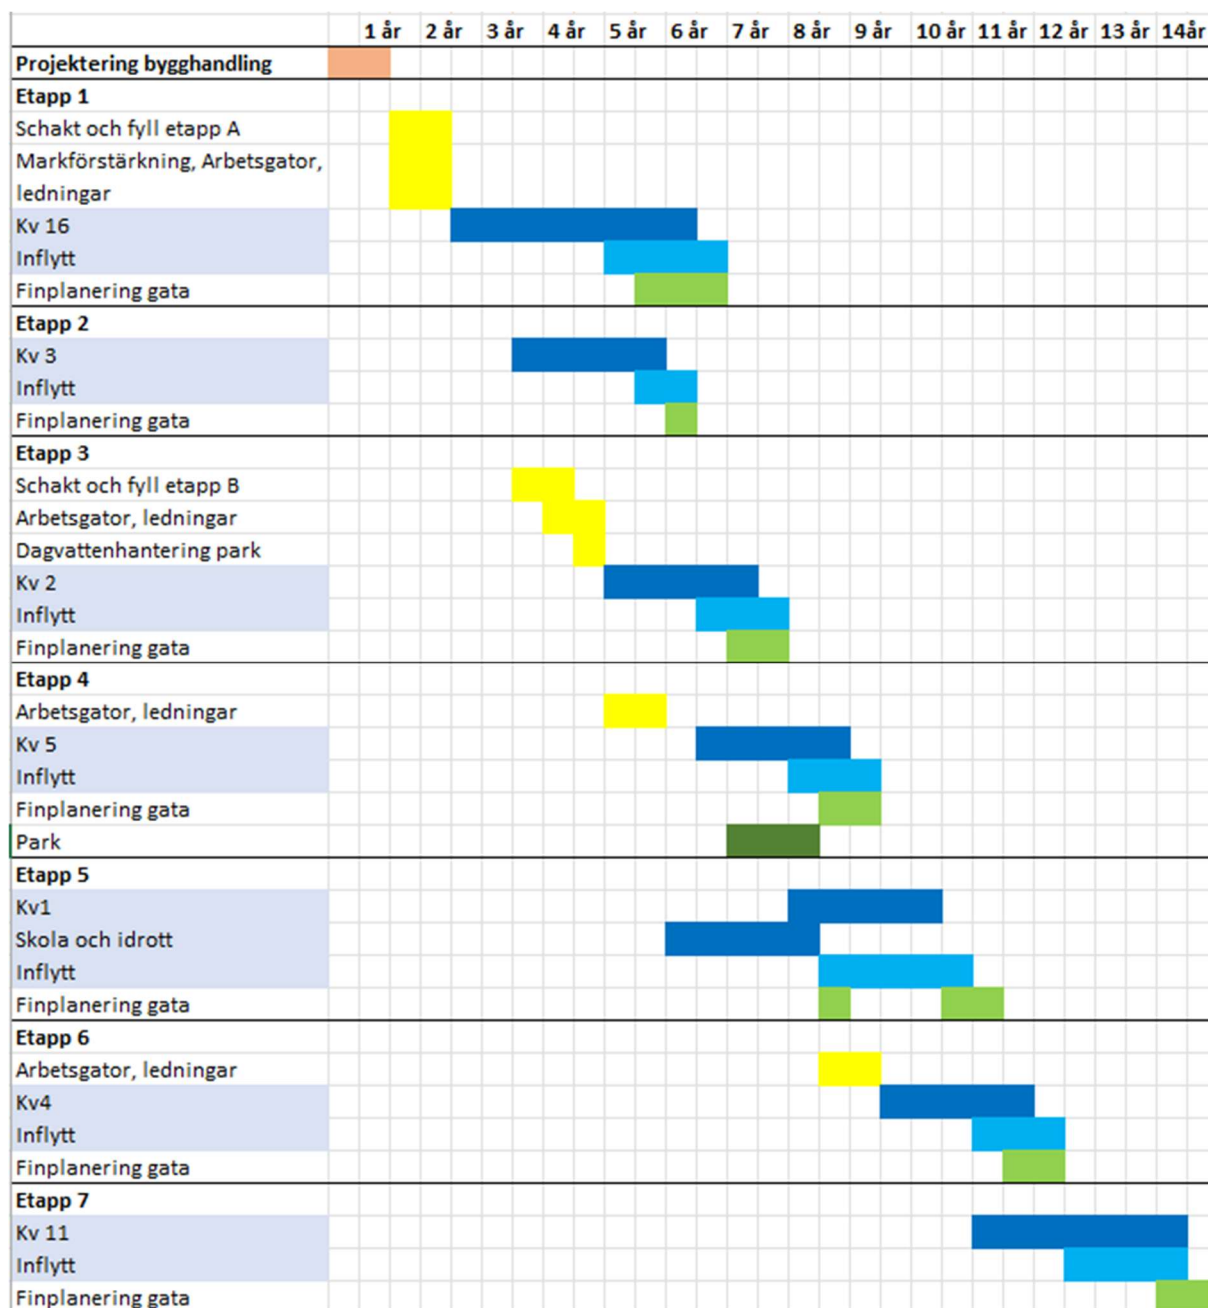 1 år 2 år 3 år 4 år 5 år 6 år 7 år 8 år 9 år 10 år 11 år 12 år 13 år 14år
Projektering bygghandling
Etapp 1
Schakt och fyll etapp A
Markförstärkning, Arbetsgator,
ledningar
Kv 16
Inflytt
Finplanering gata
Etapp 2
Kv 3
Inflytt
Finplanering gata
Etapp 3
Schakt och fyll etapp B
Arbetsgator, ledningar
Dagvattenhantering park
Kv 2
Inflytt
Finplanering gata
Etapp 4
Arbetsgator, ledningar
Kv 5
Inflytt
Finplanering gata
Park
Etapp 5
Kv1
Skola och idrott
Inflytt
Finplanering gata
Etapp 6
Arbetsgator, ledningar
Kv4
Inflytt
Finplanering gata
Etapp 7
Kv 11
Inflytt
Finplanering gata